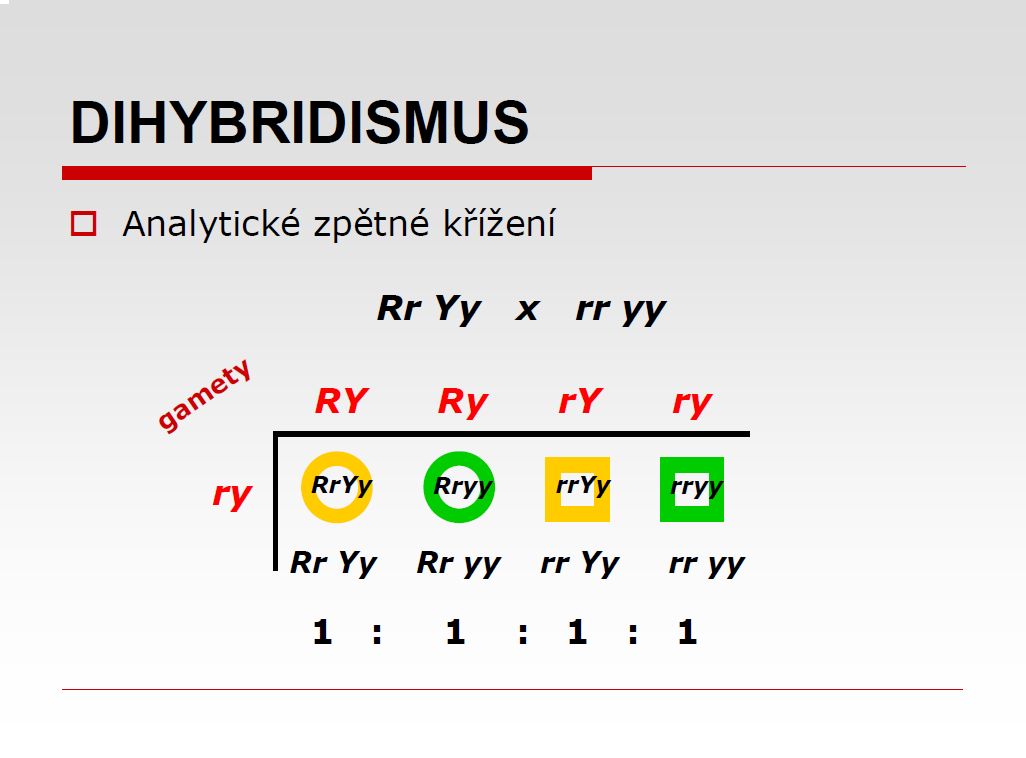 DIHYBRIDISMUS
Analytické zpětné křížení
Rr Yy x rr yy
gamety
RY Ry rY ry
ry RrYy Rryy rrYy rryy
Rr Yy Rr yy rr Yy rr yy
1 : 1 : 1 : 1